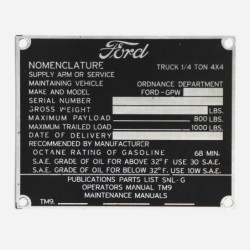 Ford
NOMENCLATURE TRUCK 1/4 TON 4X4
SUPPLY ARM OR SERVICE
MAINTAINING VEHICLE ORDNANCE DEPARTMENT
MAKE AND MODEL FORD-GPW
SERIAL NUMBER
GROSS WEIGHT LBS.
MAXIMUM PAYLOAD 800 LBS.
MAXIMUM TRAILED LOAD 1000 LBS.
DATE OF DELIVERY
RECOMMENDED BY MANUFACTURER
OCTANE RATING OF GASOLINE 68 MIN.
S.A.E. GRADE OF OIL FOR ABOVE 32° F. USE 30 S.A.E.
S.A.E. GRADE OF OIL FOR BELOW 32° F. USE 10W S.A.E.
PUBLICATIONS PARTS LIST SNL-G
OPERATORS MANUAL TM9
MAINTENANCE MANUALS
TM9